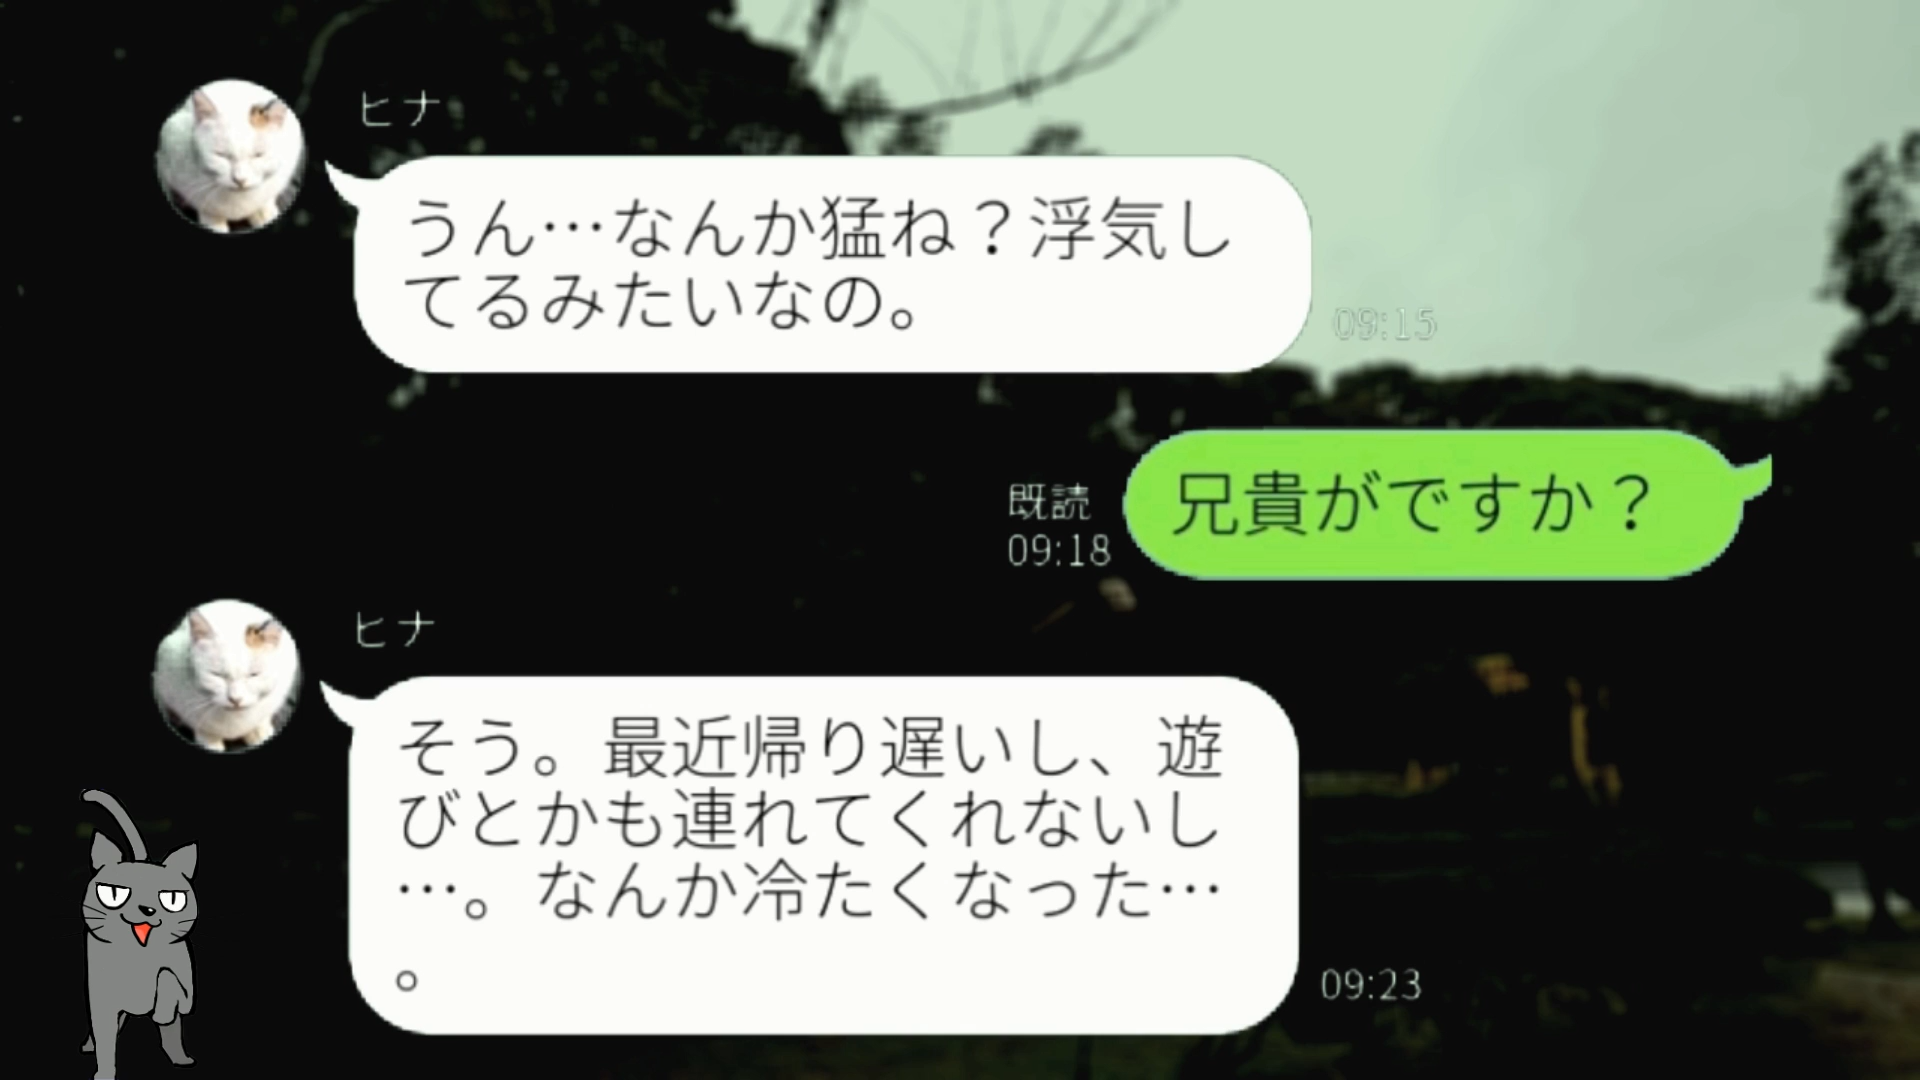 ヒナ
うん…なんか猛ね？浮気し
てるみたいなの。
09:15
兄貴がですか？
既読
09:18
ヒナ
そう。最近帰り遅いし、遊
びとかも連れてくれないし
…。なんか冷たくなった…
。
09:23